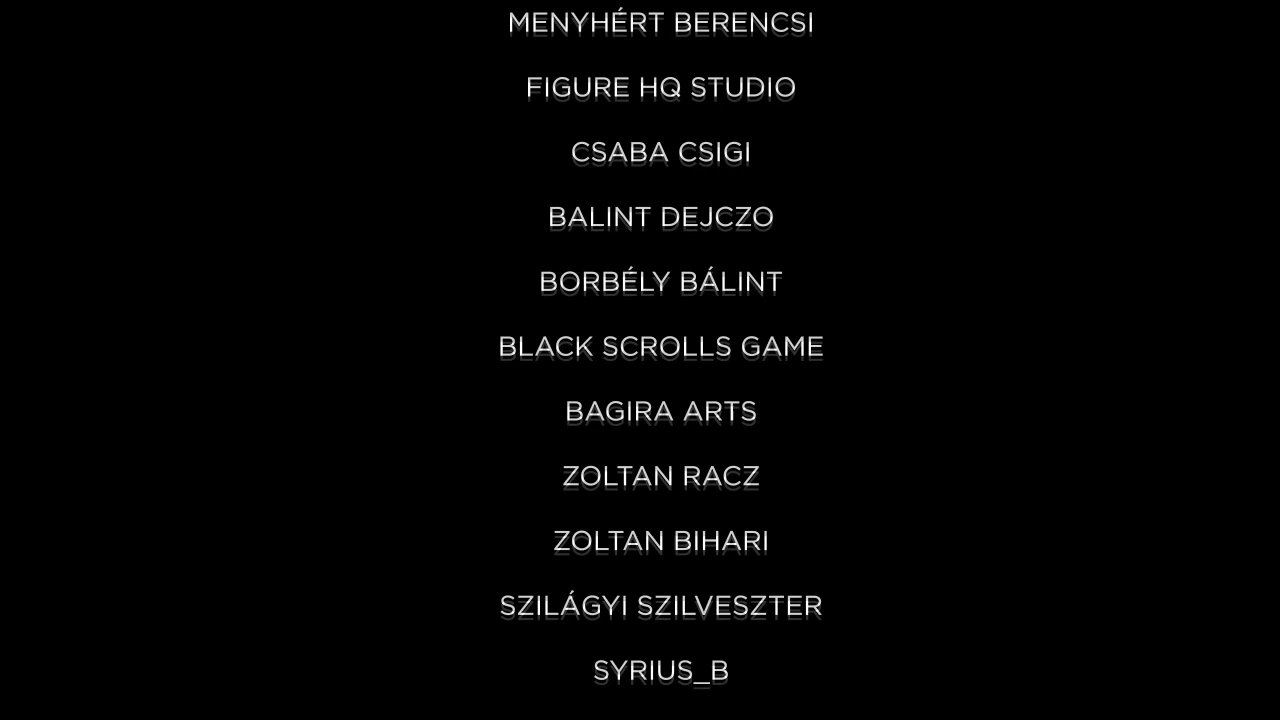 MENYHÉRT BERENCSI
FIGURE HQ STUDIO
CSABA CSIGI
BALINT DEJCZO
BORBÉLY BÁLINT
BLACK SCROLLS GAME
BAGIRA ARTS
ZOLTAN RACZ
ZOLTAN BIHARI
SZILÁGYI SZILVESZTER
SYRIUS_B